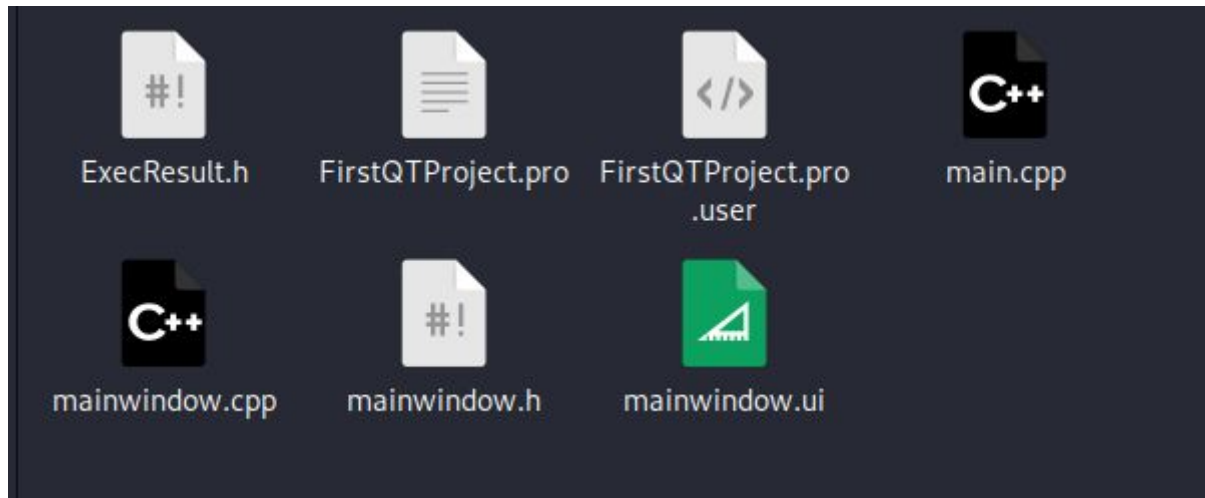 #!
</>
C++
ExecResult.h
FirstQTProject.pro
FirstQTProject.pro
.user
main.cpp
C++
#!
mainwindow.cpp
mainwindow.h
mainwindow.ui